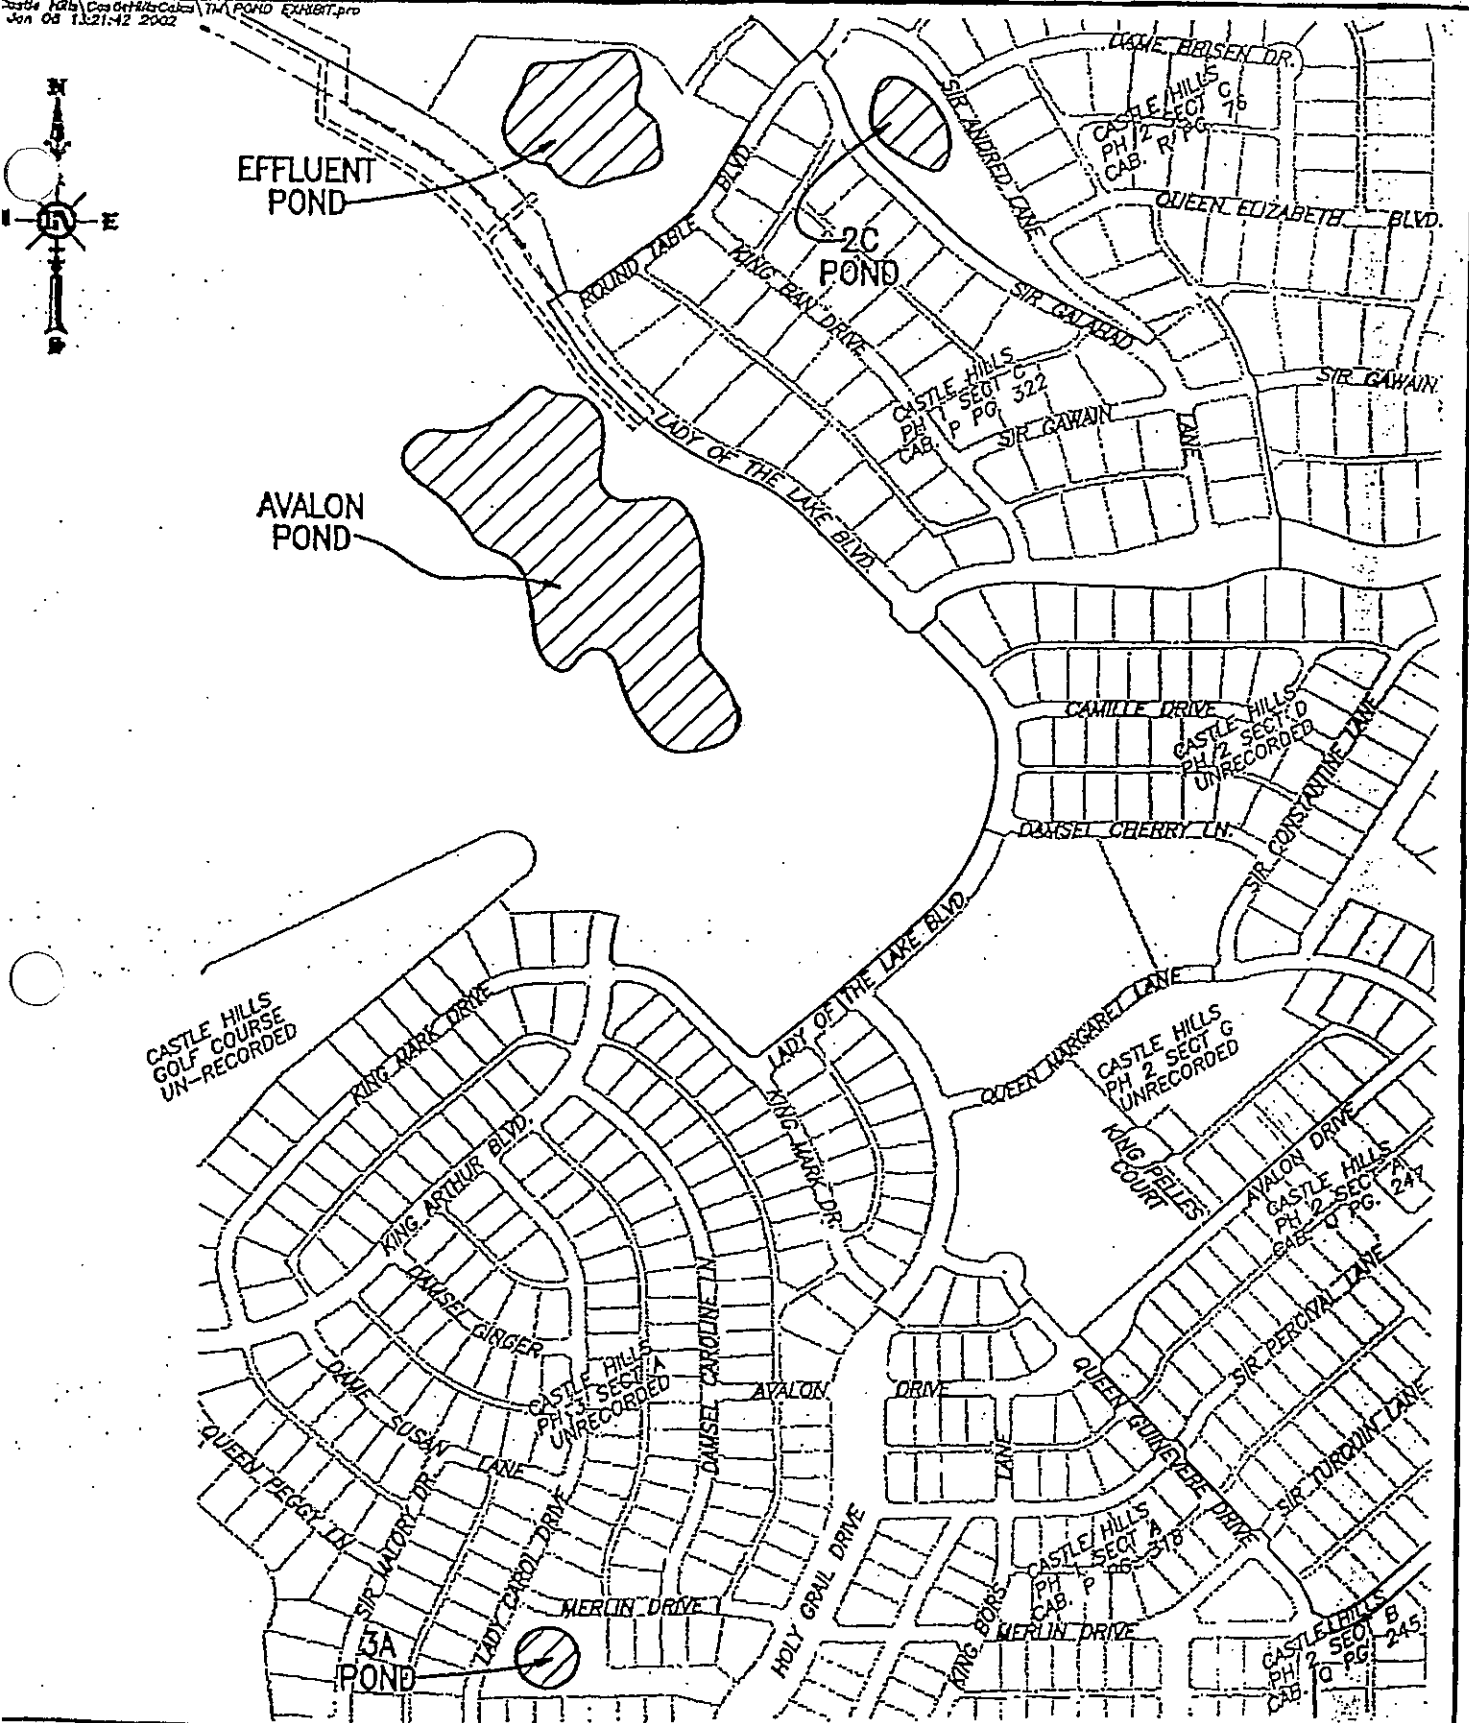 Jan 08 13:21:42 2002
N
E
S
EFFLUENT
POND
2C
POND
AVALON
POND
3A
POND
DAME BRISEN DR.
SIR ANDRED LANE
CASTLE HILLS
PH 2 SECT C
CAB. R PG 76
QUEEN ELIZABETH BLVD.
ROUND TABLE BLVD.
KING BAN DRIVE
SIR GALAHAD
CASTLE HILLS
PH 1 SECT C
CAB. P PG 322
SIR GAWAIN
SIR GAWAIN
LANE
LADY OF THE LAKE BLVD.
CAMILLE DRIVE
CASTLE HILLS
PH 2 SECT D
UNRECORDED
SIR CONSTANTINE LANE
DAMSEL CHERRY LN.
LADY OF THE LAKE BLVD.
QUEEN MARGARET LANE
CASTLE HILLS
GOLF COURSE
UN-RECORDED
KING MARK DRIVE
CASTLE HILLS
PH 2 SECT G
UNRECORDED
KING PELLES
COURT
KING MARK DR.
AVALON DRIVE
CASTLE HILLS
PH 2 SECT A
CAB. Q PG. 247
KING ARTHUR BLVD.
DAMSEL GINGER
DAMSEL CAROLINE LN
SIR PERCIVAL LANE
CASTLE HILLS
PH 3 SECT A
UNRECORDED
AVALON DRIVE
DAME SUSAN LANE
QUEEN GUINEVERE DRIVE
LANE
SIR TURQUIN LANE
QUEEN PEGGY LN
SIR MALORY DR
LADY CAROL DRIVE
HOLY GRAIL DRIVE
CASTLE HILLS
PH 1 SECT A
CAB. P PG 318
MERLIN DRIVE
KING BORS
MERLIN DRIVE
CASTLE HILLS
PH 2 SECT B
CAB. Q PG. 245